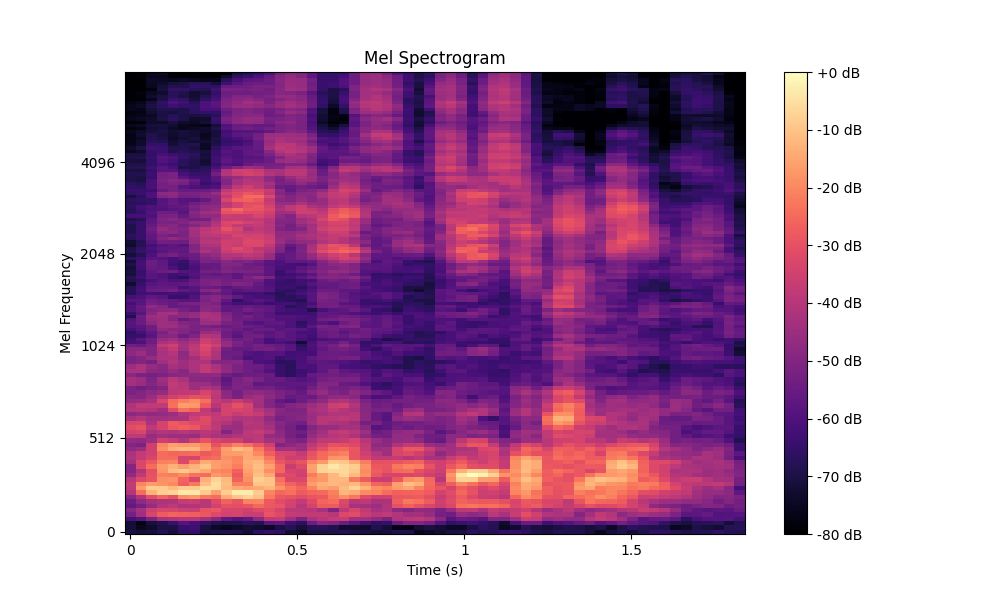 Mel Spectrogram
+0 dB
-10 dB
-20 dB
-30 dB
-40 dB
-50 dB
-60 dB
-70 dB
-80 dB
Mel Frequency
4096
2048
1024
512
0
0
0.5
1
1.5
Time (s)